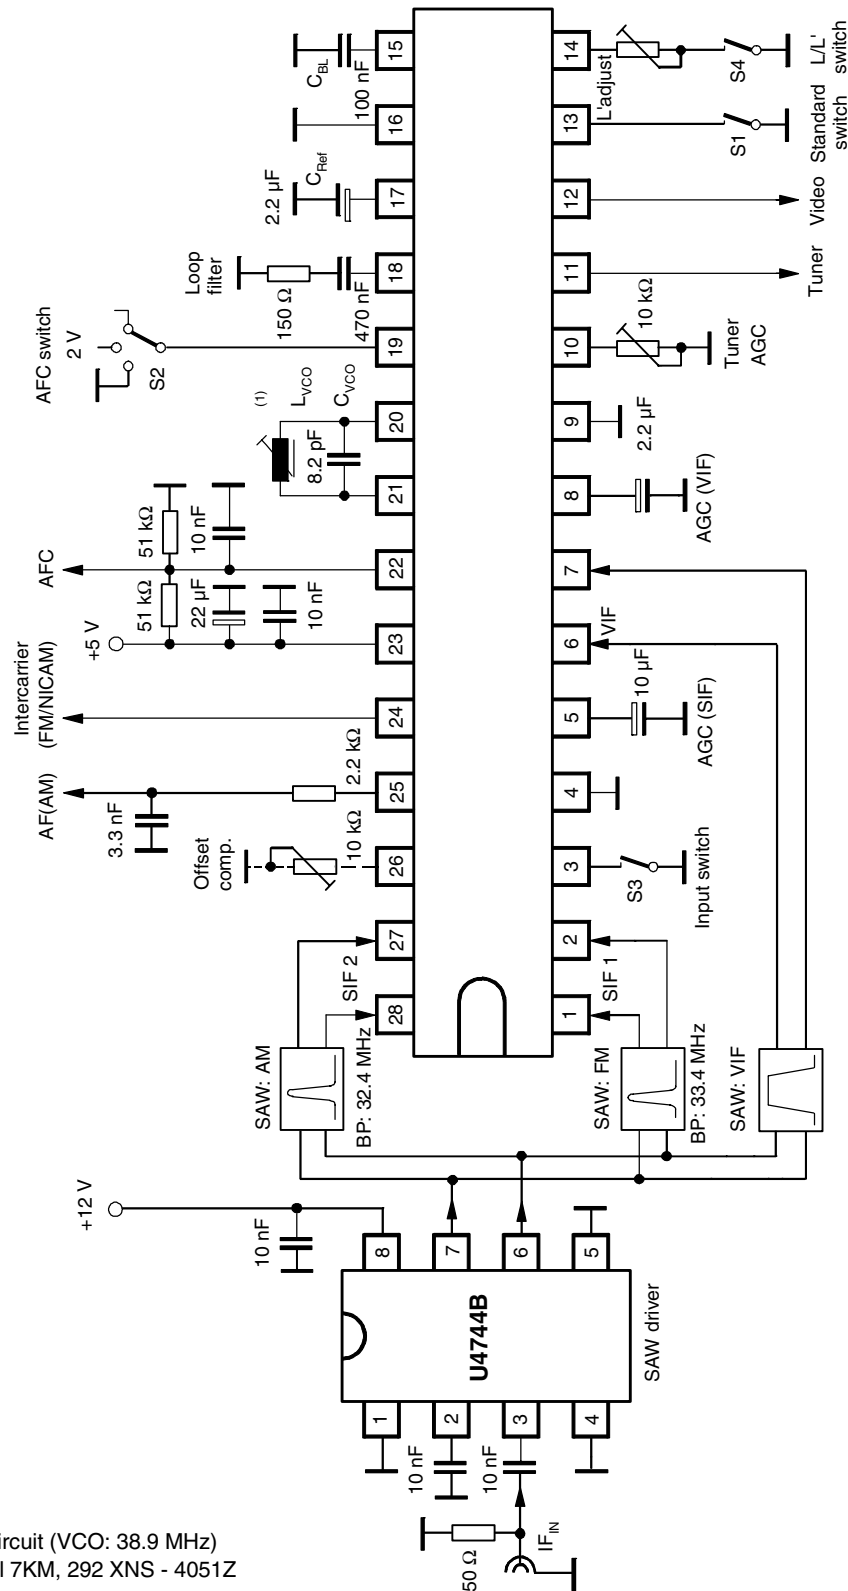 15
C_BL
100 nF
16
17
C_Ref
2.2 µF
18
Loop
filter
150 Ω
470 nF
19
AFC switch
2 V
S2
20
(1)
L_VCO
C_VCO
8.2 pF
21
22
AFC
51 kΩ
10 nF
51 kΩ
22 µF
10 nF
23
+5 V
24
Intercarrier
(FM/NICAM)
25
AF(AM)
2.2 kΩ
3.3 nF
26
Offset
comp.
10 kΩ
27
SIF 2
28
SAW: AM
BP: 32.4 MHz
14
L'adjust
S4
L/L'
switch
13
S1
Standard
switch
12
Video
11
Tuner
10
10 kΩ
Tuner
AGC
9
8
2.2 µF
AGC (VIF)
7
6
VIF
5
10 µF
AGC (SIF)
4
3
S3
Input switch
2
SIF 1
1
SAW: FM
BP: 33.4 MHz
SAW: VIF
+12 V
10 nF
8
7
6
5
U4744B
SAW driver
1
2
3
4
10 nF
10 nF
50 Ω
IF_IN
ircuit (VCO: 38.9 MHz)
l 7KM, 292 XNS - 4051Z